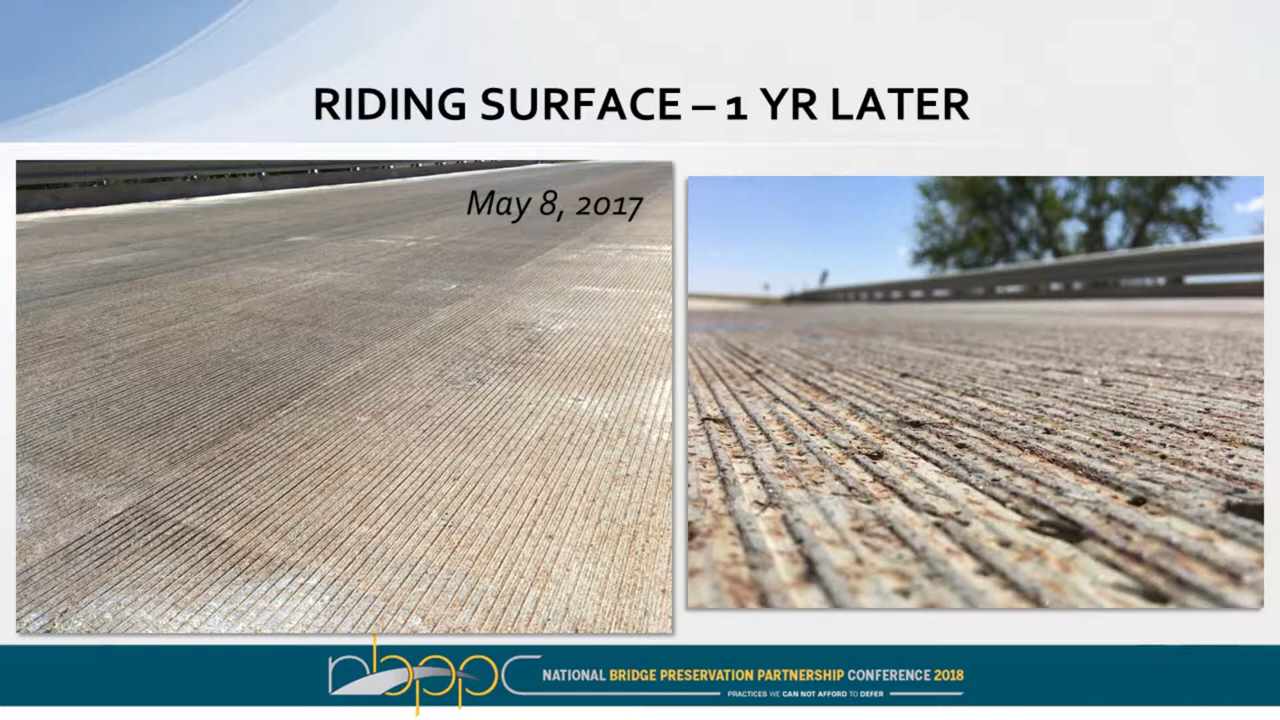 RIDING SURFACE – 1 YR LATER
May 8, 2017
nbppc
NATIONAL BRIDGE PRESERVATION PARTNERSHIP CONFERENCE 2018
PRACTICES WE CAN NOT AFFORD TO DEFER